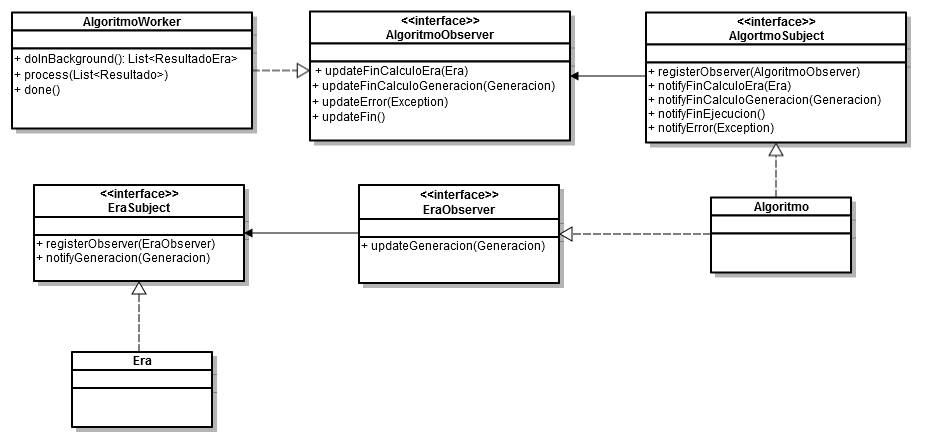 AlgoritmoWorker
+ doInBackground(): List<ResultadoEra>
+ process(List<Resultado>)
+ done()
<<interface>>
AlgoritmoObserver
+ updateFinCalculoEra(Era)
+ updateFinCalculoGeneracion(Generacion)
+ updateError(Exception)
+ updateFin()
<<interface>>
AlgortmoSubject
+ registerObserver(AlgoritmoObserver)
+ notifyFinCalculoEra(Era)
+ notifyFinCalculoGeneracion(Generacion)
+ notifyFinEjecucion()
+ notifyError(Exception)
<<interface>>
EraSubject
+ registerObserver(EraObserver)
+ notifyGeneracion(Generacion)
<<interface>>
EraObserver
+ updateGeneracion(Generacion)
Algoritmo
Era